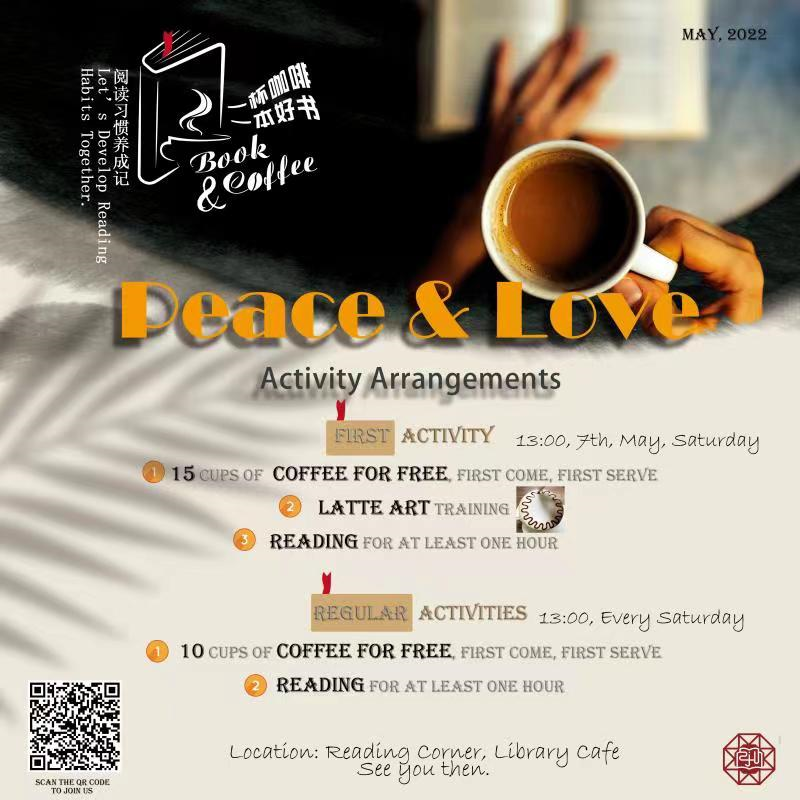 MAY, 2022
阅读习惯养成记
Let's Develop Reading
Habits Together.
一杯咖啡
一本好书
Book
& Coffee
Peace & Love
Activity Arrangements
FIRST ACTIVITY 13:00, 7th, May, Saturday
1 15 CUPS OF COFFEE FOR FREE, FIRST COME, FIRST SERVE
2 LATTE ART TRAINING
3 READING FOR AT LEAST ONE HOUR
REGULAR ACTIVITIES 13:00, Every Saturday
1 10 CUPS OF COFFEE FOR FREE, FIRST COME, FIRST SERVE
2 READING FOR AT LEAST ONE HOUR
Location: Reading Corner, Library Cafe
See you then.
SCAN THE QR CODE
TO JOIN US